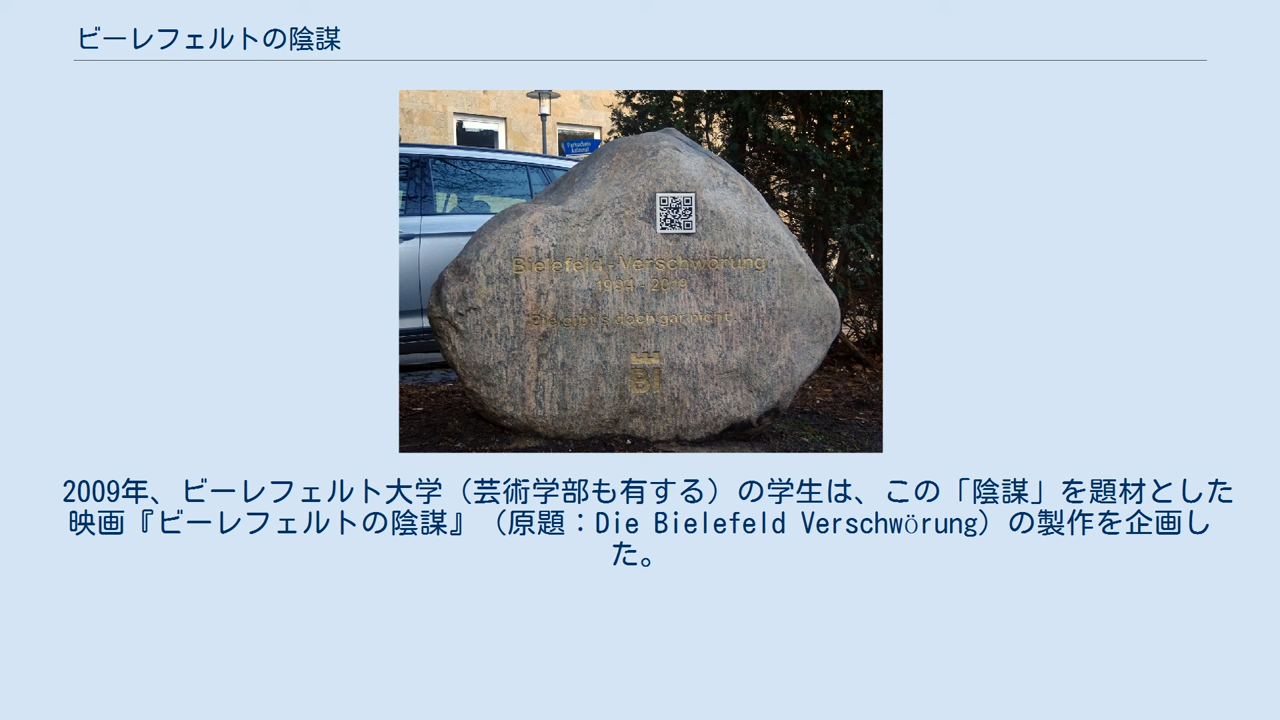 ビーレフェルトの陰謀
Bielefeld-Verschwörung
1994-2019
Die gibt's doch gar nicht...
BI
2009年、ビーレフェルト大学（芸術学部も有する）の学生は、この「陰謀」を題材とした
映画『ビーレフェルトの陰謀』（原題：Die Bielefeld Verschwörung）の製作を企画し
た。